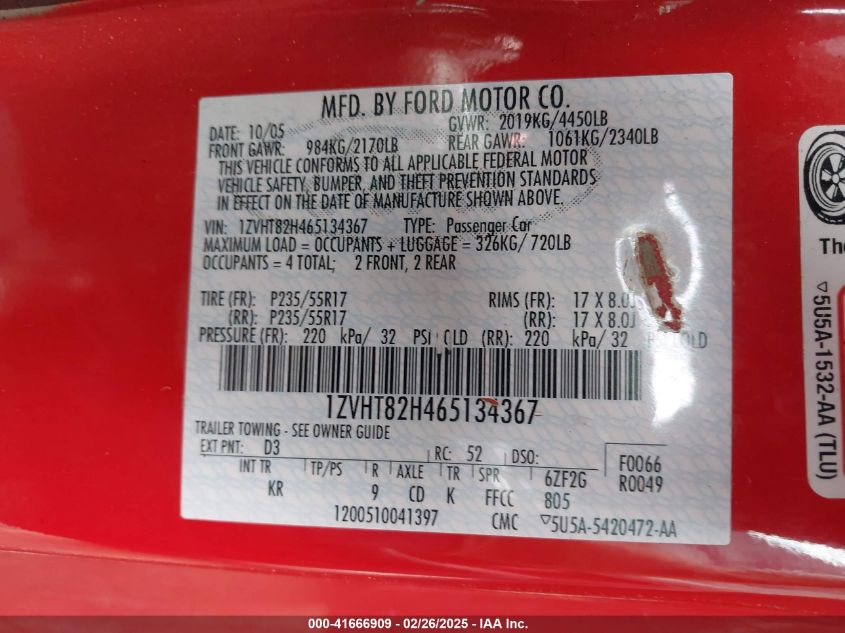 MFD. BY FORD MOTOR CO.
DATE: 10/05 GVWR: 2019KG/4450LB
FRONT GAWR: 984KG/2170LB REAR GAWR: 1061KG/2340LB
THIS VEHICLE CONFORMS TO ALL APPLICABLE FEDERAL MOTOR
VEHICLE SAFETY, BUMPER, AND THEFT PREVENTION STANDARDS
IN EFFECT ON THE DATE OF MANUFACTURE SHOWN ABOVE.
VIN: 1ZVHT82H465134367 TYPE: Passenger Car
MAXIMUM LOAD = OCCUPANTS + LUGGAGE = 326KG/ 720LB
OCCUPANTS = 4 TOTAL; 2 FRONT, 2 REAR
TIRE (FR): P235/55R17 RIMS (FR): 17 X 8.0J
(RR): P235/55R17 (RR): 17 X 8.0J
PRESSURE (FR): 220 kPa/ 32 PSI (RR): 220 kPa/ 32
1ZVHT82H465134367
TRAILER TOWING - SEE OWNER GUIDE
EXT PNT: D3 RC: 52 DSO: F0066
INT TR TP/PS R AXLE TR SPR 6ZF2G R0049
KR 9 CD K FFCC 805
1200510041397 CMC ▽5U5A-5420472-AA
The
▽5U5A-1532-AA (TLU)
000-41666909 - 02/26/2025 - IAA Inc.